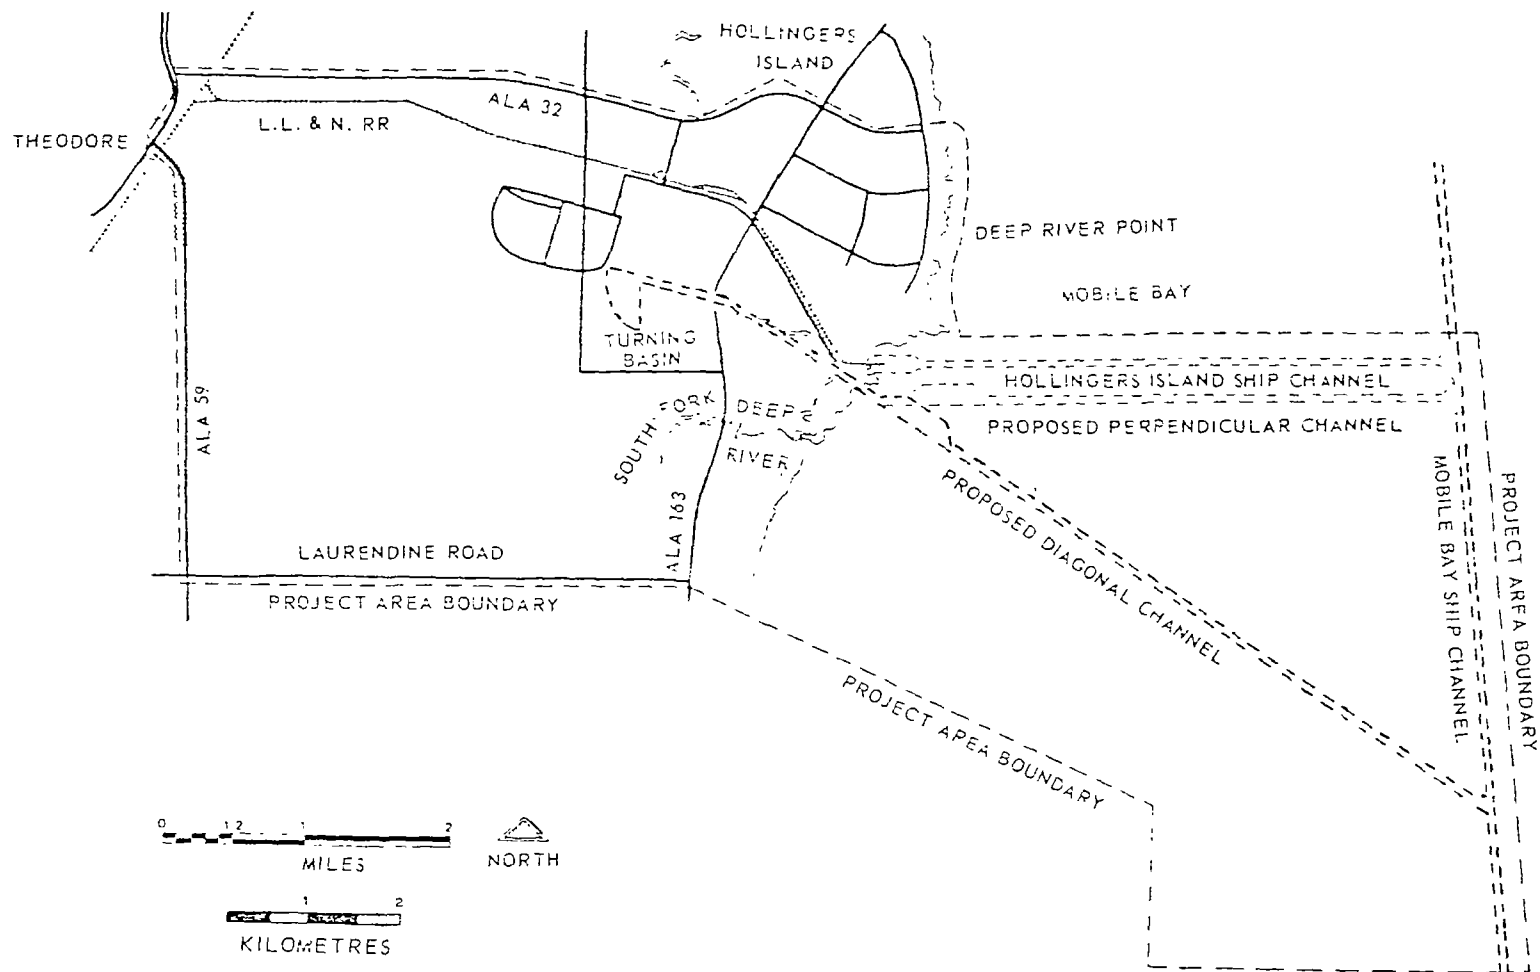 HOLLINGERS
ISLAND
ALA 32
L.L. & N. RR
THEODORE
DEEP RIVER POINT
MOBILE BAY
TURNING
BASIN
HOLLINGERS ISLAND SHIP CHANNEL
PROPOSED PERPENDICULAR CHANNEL
ALA 59
SOUTH FORK DEEP
RIVER
ALA 163
PROPOSED DIAGONAL CHANNEL
MOBILE BAY SHIP CHANNEL
PROJECT AREA BOUNDARY
LAURENDINE ROAD
PROJECT AREA BOUNDARY
PROJECT AREA BOUNDARY
0 1 2 1 2
MILES
NORTH
1 2
KILOMETRES